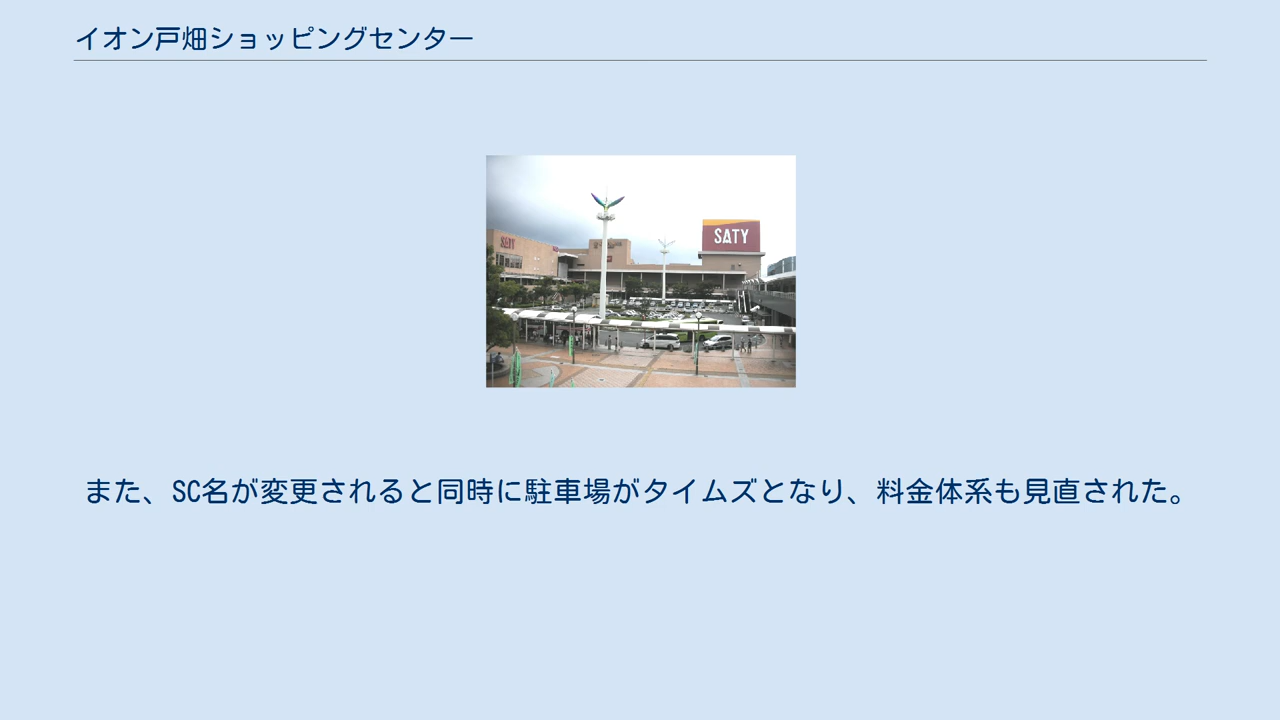 イオン戸畑ショッピングセンター
SATY
SATY
また、SC名が変更されると同時に駐車場がタイムズとなり、料金体系も見直された。